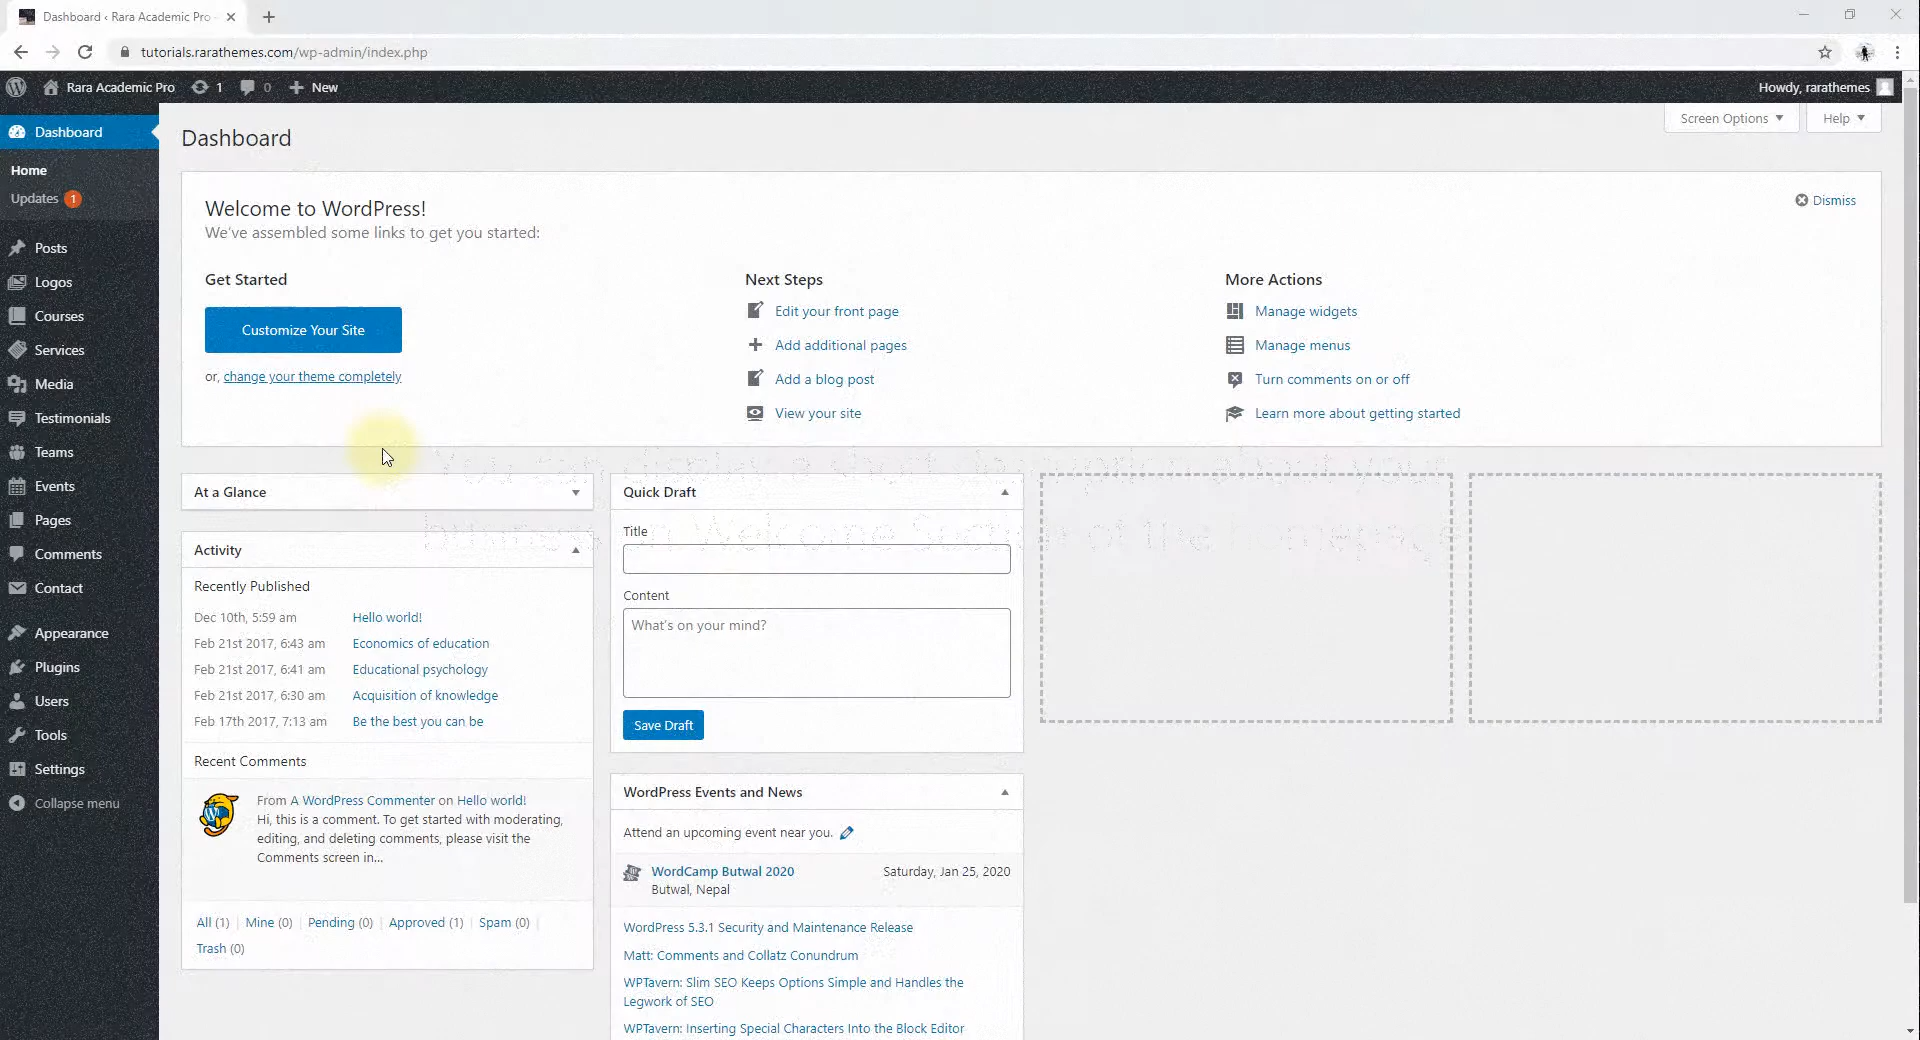 Dashboard ‹ Rara Academic Pro -
tutorials.rarathemes.com/wp-admin/index.php
Rara Academic Pro 1 0 New
Howdy, rarathemes
Dashboard
Home
Updates 1
Posts
Logos
Courses
Services
Media
Testimonials
Teams
Events
Pages
Comments
Contact
Appearance
Plugins
Users
Tools
Settings
Collapse menu
Dashboard
Screen Options
Help
Welcome to WordPress!
We've assembled some links to get you started:
Dismiss
Get Started
Customize Your Site
or, change your theme completely
Next Steps
Edit your front page
Add additional pages
Add a blog post
View your site
More Actions
Manage widgets
Manage menus
Turn comments on or off
Learn more about getting started
At a Glance
Activity
Recently Published
Dec 10th, 5:59 am Hello world!
Feb 21st 2017, 6:43 am Economics of education
Feb 21st 2017, 6:41 am Educational psychology
Feb 21st 2017, 6:30 am Acquisition of knowledge
Feb 17th 2017, 7:13 am Be the best you can be
Recent Comments
From A WordPress Commenter on Hello world!
Hi, this is a comment. To get started with moderating,
editing, and deleting comments, please visit the
Comments screen in...
All (1) | Mine (0) | Pending (0) | Approved (1) | Spam (0) |
Trash (0)
Quick Draft
Title
Content
What's on your mind?
Save Draft
WordPress Events and News
Attend an upcoming event near you.
WordCamp Butwal 2020 Saturday, Jan 25, 2020
Butwal, Nepal
WordPress 5.3.1 Security and Maintenance Release
Matt: Comments and Collatz Conundrum
WPTavern: Slim SEO Keeps Options Simple and Handles the
Legwork of SEO
WPTavern: Inserting Special Characters Into the Block Editor
You can display a short about your
business on Welcome Section of the homepage